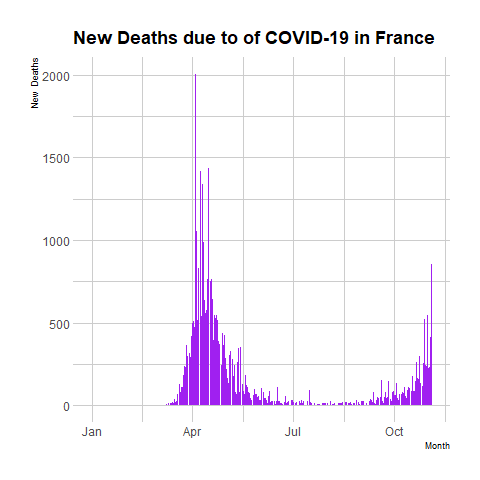 New Deaths due to of COVID-19 in France
New Deaths
2000
1500
1000
500
0
Jan Apr Jul Oct
Month